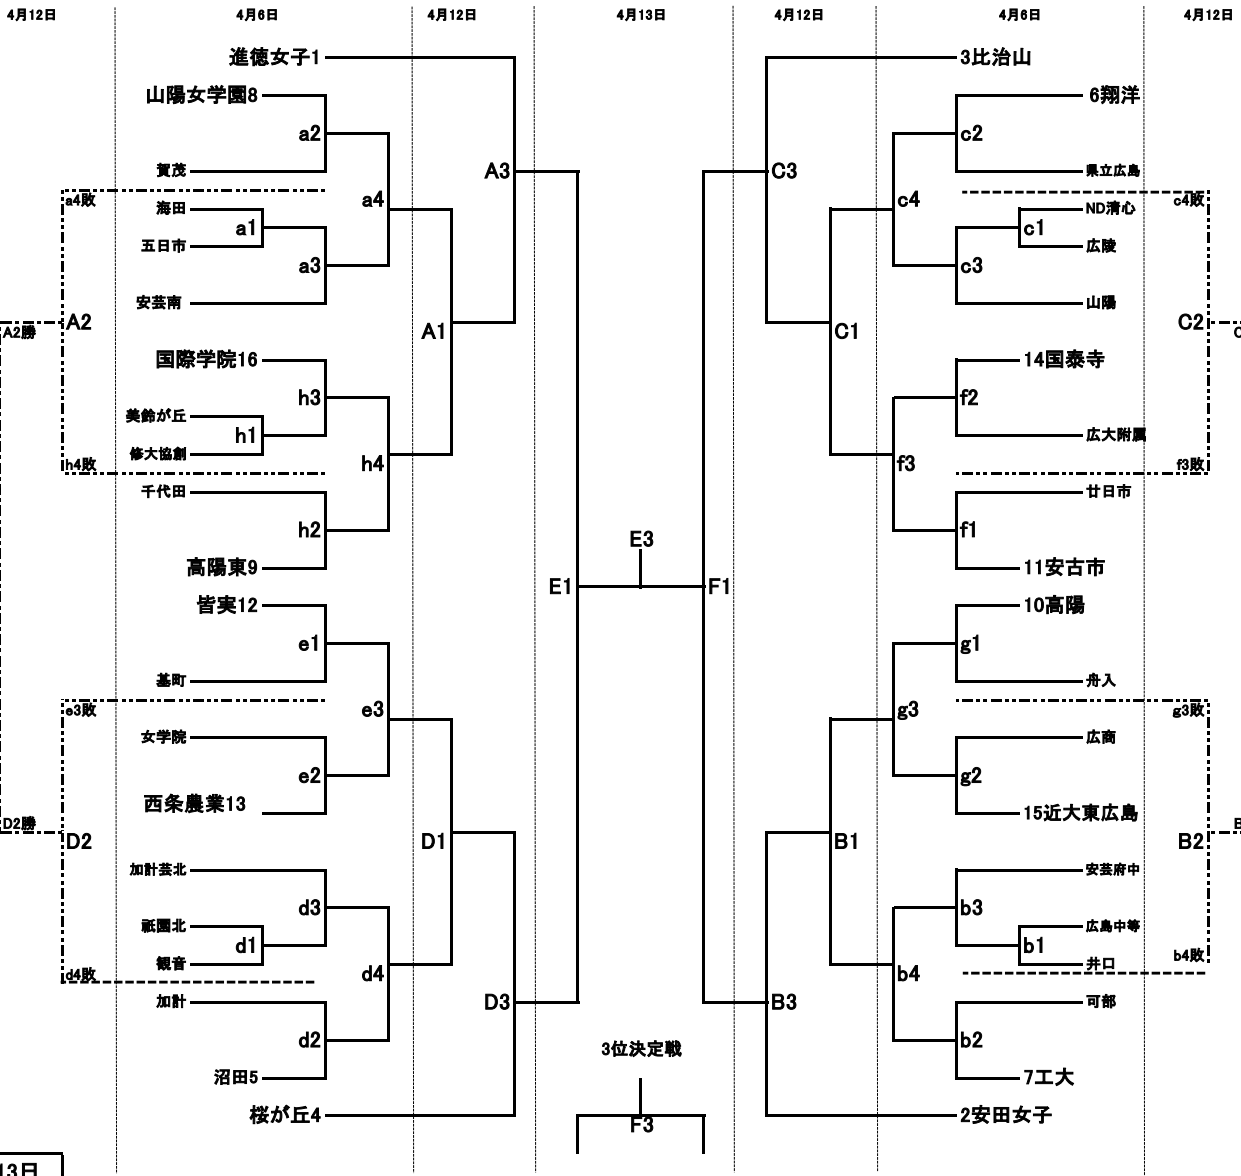 4月12日 4月6日 4月12日 4月13日 4月12日 4月6日 4月12日
進徳女子1
3比治山
山陽女学園8
6翔洋
a2
c2
賀茂
A3
C3
県立広島
a4敗
a4
c4
c4敗
海田
ND清心
a1
c1
五日市
広陵
a3
c3
安芸南
山陽
A2
C2
A2勝
A1
C1
国際学院16
14国泰寺
h3
f2
美鈴が丘
h1
修大協創
広大附属
h4敗
h4
f3
f3敗
千代田
廿日市
h2
f1
E3
高陽東9
11安古市
E1
F1
皆実12
10高陽
e1
g1
基町
舟入
e3敗
e3
g3
g3敗
女学院
広商
e2
g2
西条農業13
15近大東広島
D2勝
D2
D1
B1
B2
加計芸北
安芸府中
d3
b3
祇園北
広島中等
d1
b1
観音
井口
d4敗
d4
b4
b4敗
加計
D3
B3
可部
d2
b2
3位決定戦
沼田5
7工大
桜が丘4
2安田女子
F3
13日